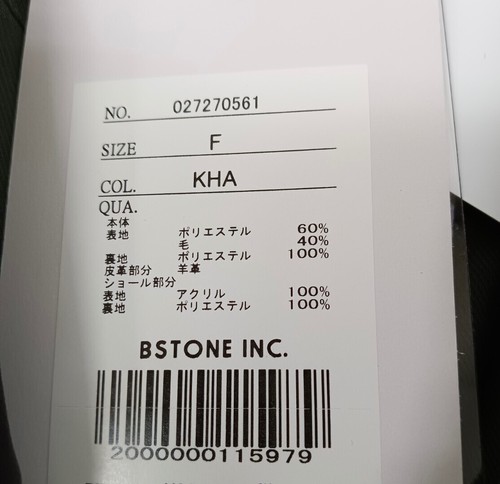 NO. 027270561
SIZE F
COL. KHA
QUA.
本体
表地 ポリエステル 60%
毛 40%
裏地 ポリエステル 100%
皮革部分 羊革
ショール部分
表地 アクリル 100%
裏地 ポリエステル 100%
BSTONE INC.
2000000115979